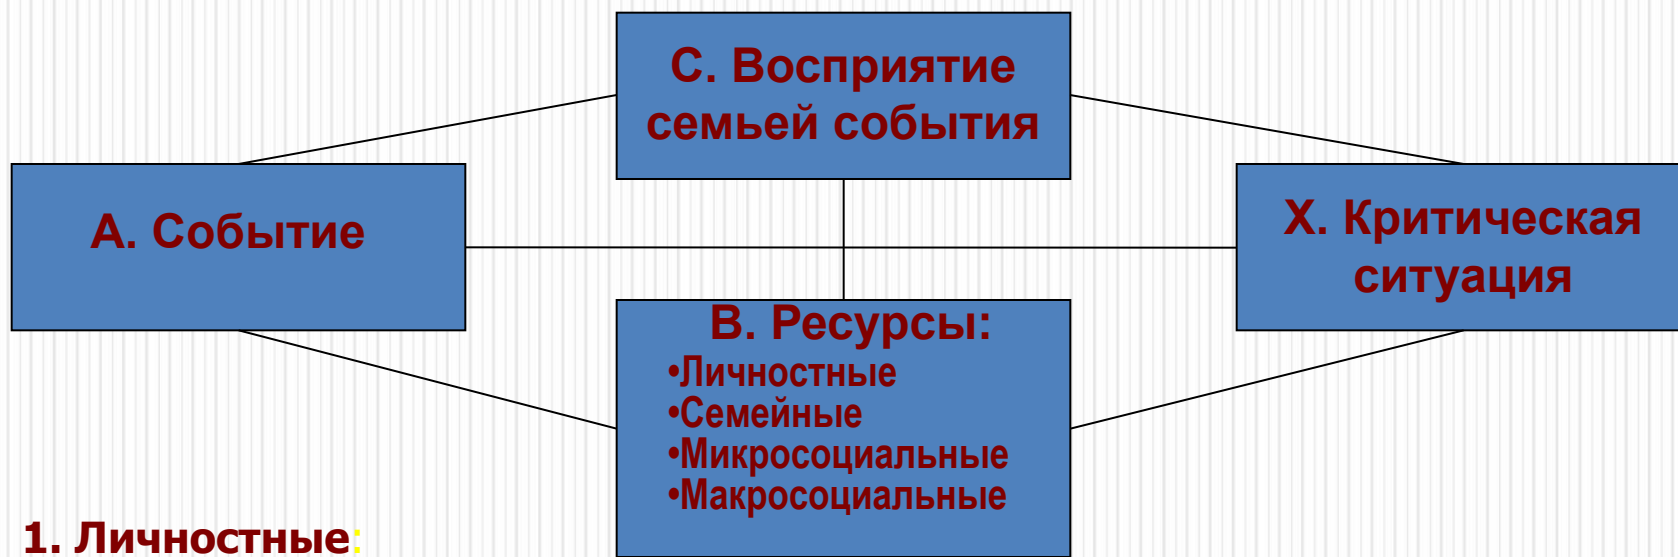 С. Восприятие
семьей события
А. Событие
Х. Критическая
ситуация
В. Ресурсы:
•Личностные
•Семейные
•Микросоциальные
•Макросоциальные
1. Личностные: